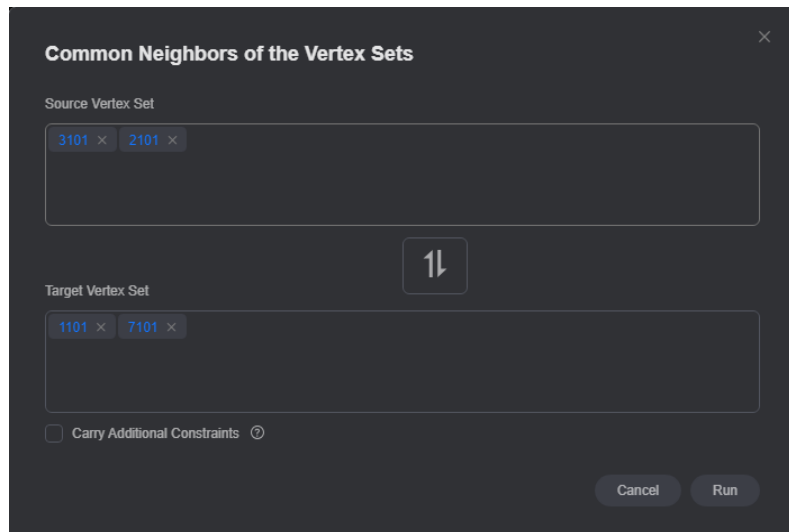 Common Neighbors of the Vertex Sets
Source Vertex Set
3101 × 2101 ×
Target Vertex Set
1101 × 7101 ×
Carry Additional Constraints ?
Cancel Run